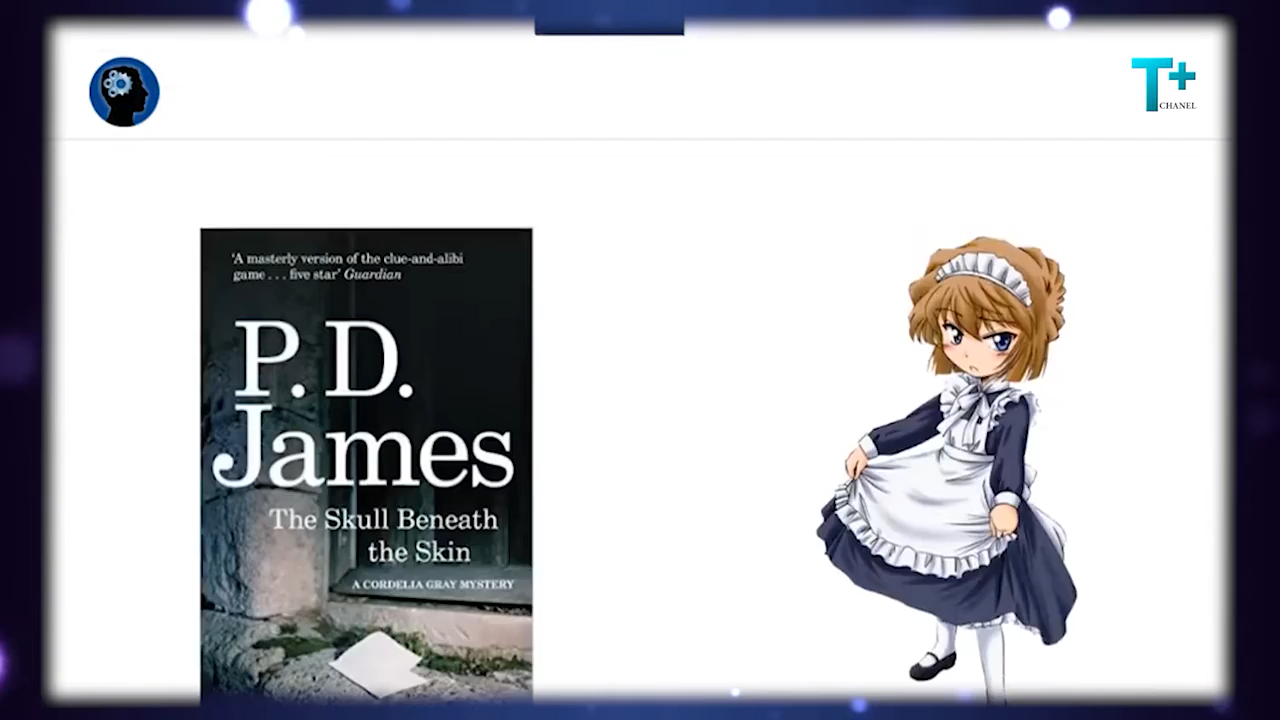 T+
CHANEL
‘A masterly version of the clue-and-alibi
game . . . five star’ Guardian
P. D.
James
The Skull Beneath
the Skin
A CORDELIA GRAY MYSTERY